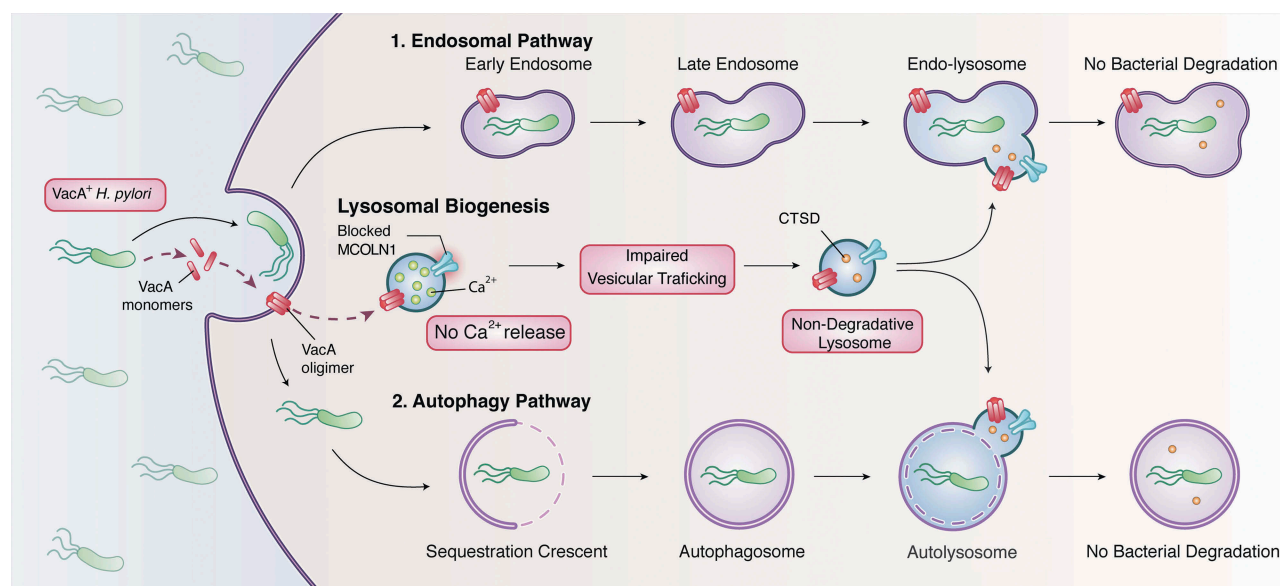 1. Endosomal Pathway
Early Endosome
Late Endosome
Endo-lysosome
No Bacterial Degradation
VacA⁺ H. pylori
VacA
monomers
VacA
oligimer
Lysosomal Biogenesis
Blocked
MCOLN1
Ca²⁺
No Ca²⁺ release
Impaired
Vesicular Traficking
CTSD
Non-Degradative
Lysosome
2. Autophagy Pathway
Sequestration Crescent
Autophagosome
Autolysosome
No Bacterial Degradation